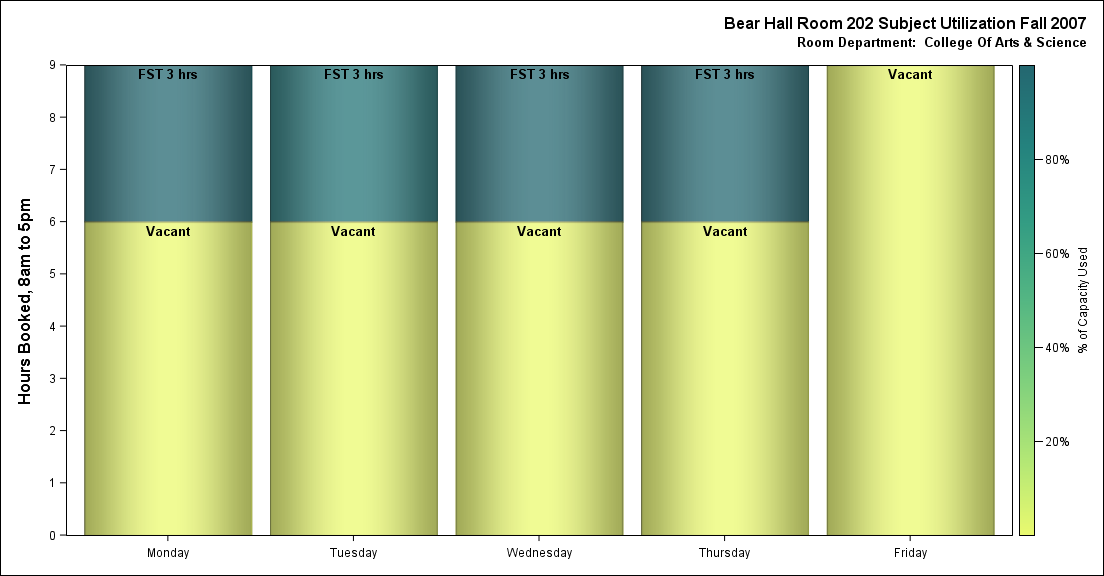 Bear Hall Room 202 Subject Utilization Fall 2007
Room Department:  College Of Arts & Science
Hours Booked, 8am to 5pm
9
8
7
6
5
4
3
2
1
0
FST 3 hrs
FST 3 hrs
FST 3 hrs
FST 3 hrs
Vacant
Vacant
Vacant
Vacant
Vacant
Monday
Tuesday
Wednesday
Thursday
Friday
80%
60%
40%
20%
% of Capacity Used